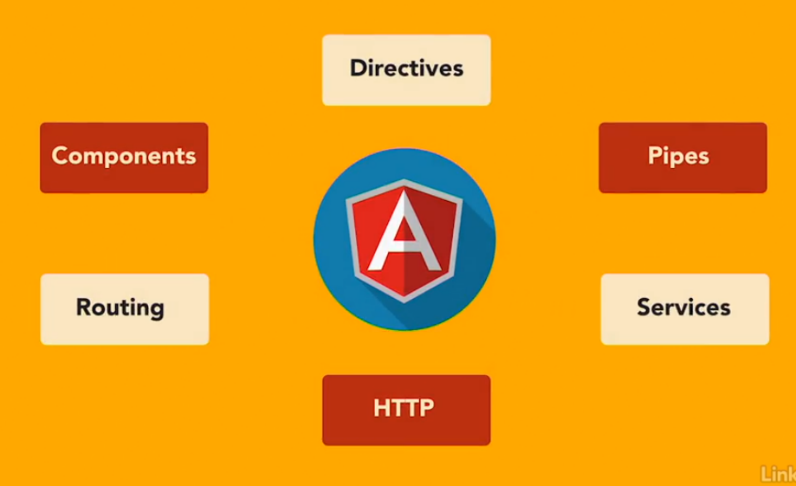 Directives
Components
Pipes
A
Routing
Services
HTTP
Link